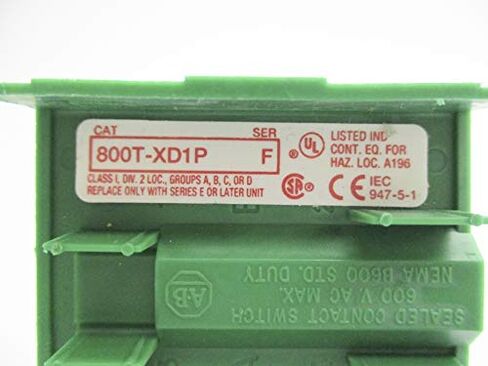 CAT SER
800T-XD1P F
CLASS I, DIV. 2 LOC., GROUPS A, B, C, OR D
REPLACE ONLY WITH SERIES E OR LATER UNIT
UL
LISTED IND
CONT. EQ. FOR
HAZ. LOC. A196
SA
CE IEC
947-5-1
A-B
SEALED CONTACT SWITCH
600 V. AC MAX.
NEMA B600 STD. DUTY